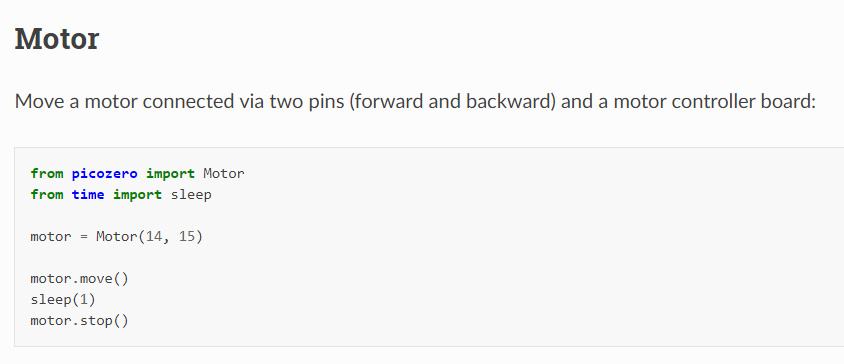 Motor
Move a motor connected via two pins (forward and backward) and a motor controller board:
from picozero import Motor
from time import sleep
motor = Motor(14, 15)
motor.move()
sleep(1)
motor.stop()